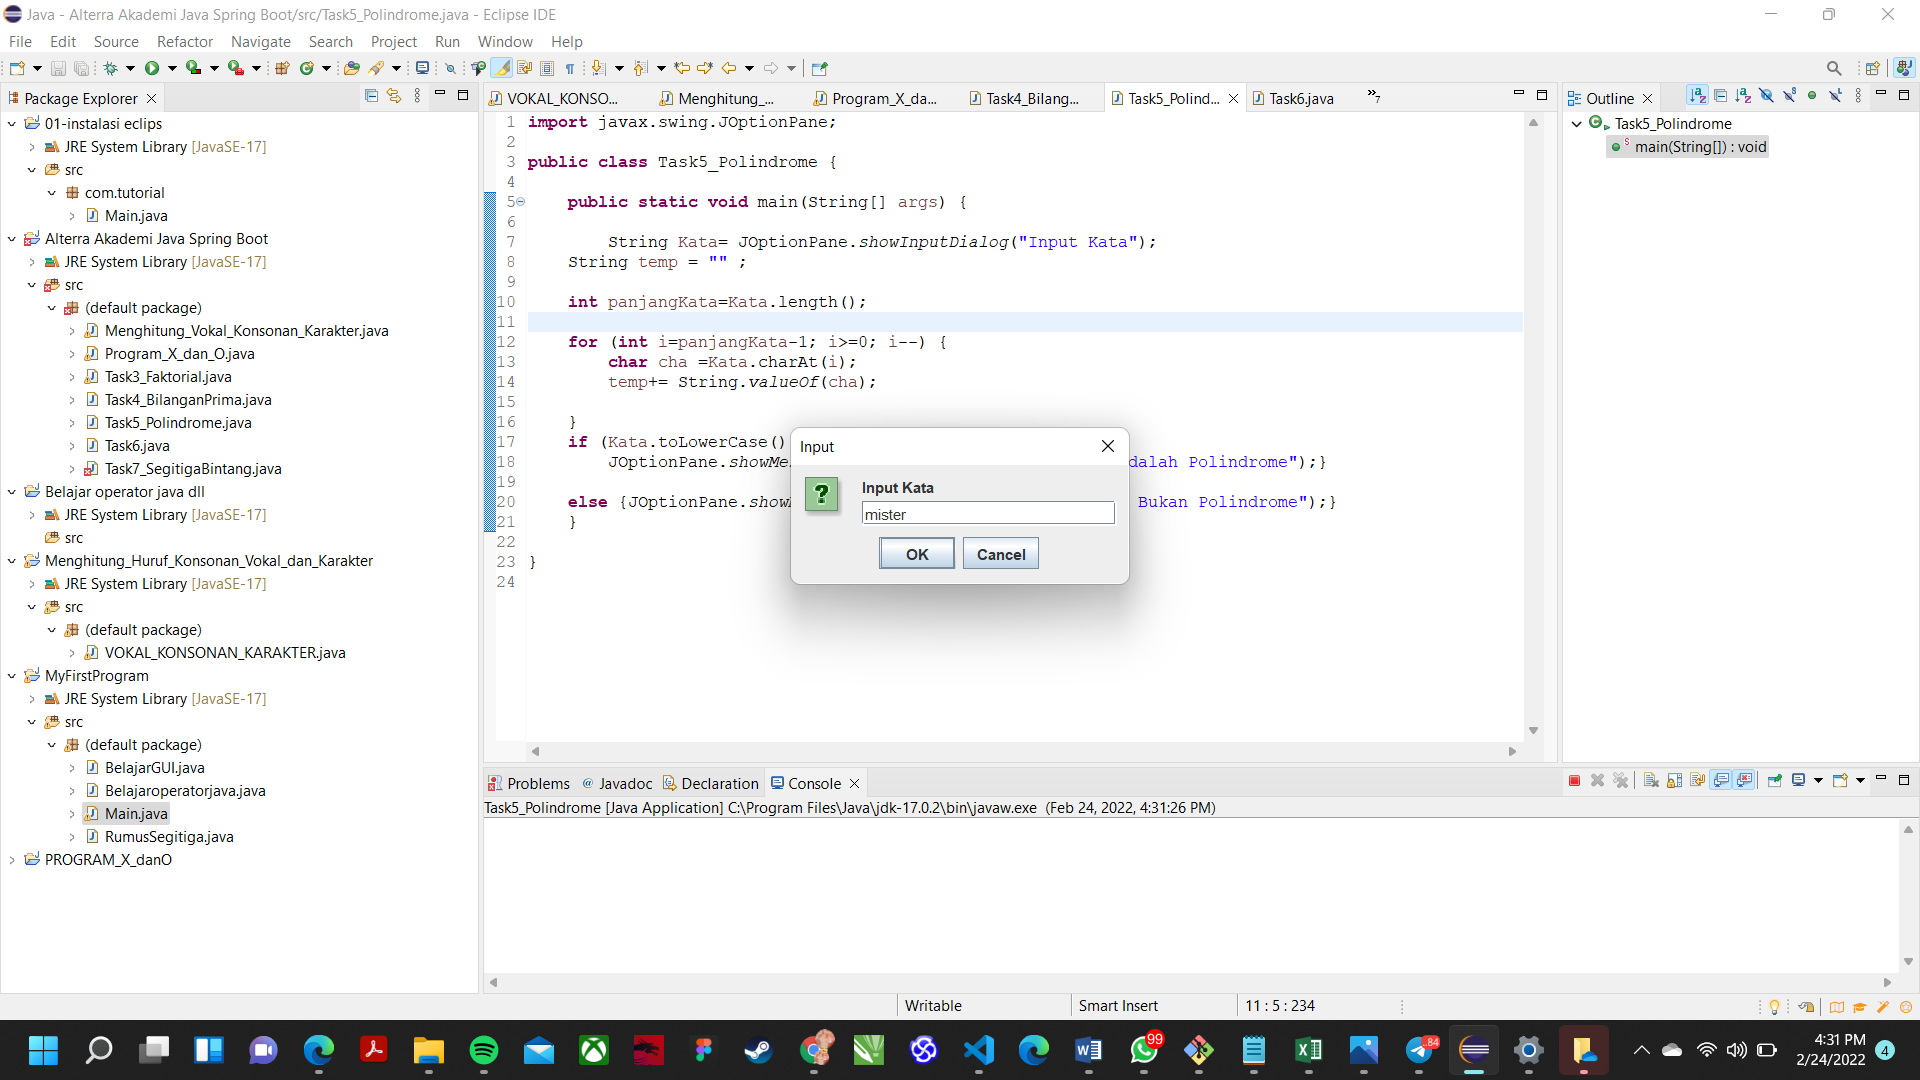 Java - Alterra Akademi Java Spring Boot/src/Task5_Polindrome.java - Eclipse IDE
File Edit Source Refactor Navigate Search Project Run Window Help
Package Explorer
01-instalasi eclips
JRE System Library [JavaSE-17]
src
com.tutorial
Main.java
Alterra Akademi Java Spring Boot
JRE System Library [JavaSE-17]
src
(default package)
Menghitung_Vokal_Konsonan_Karakter.java
Program_X_dan_O.java
Task3_Faktorial.java
Task4_BilanganPrima.java
Task5_Polindrome.java
Task6.java
Task7_SegitigaBintang.java
Belajar operator java dll
JRE System Library [JavaSE-17]
src
Menghitung_Huruf_Konsonan_Vokal_dan_Karakter
JRE System Library [JavaSE-17]
src
(default package)
VOKAL_KONSONAN_KARAKTER.java
MyFirstProgram
JRE System Library [JavaSE-17]
src
(default package)
BelajarGUI.java
Belajaroperatorjava.java
Main.java
RumusSegitiga.java
PROGRAM_X_danO
VOKAL_KONSO... Menghitung_... Program_X_da... Task4_Bilang... Task5_Polind... Task6.java »7
1 import javax.swing.JOptionPane;
2
3 public class Task5_Polindrome {
4
5 public static void main(String[] args) {
6
7 String Kata= JOptionPane.showInputDialog("Input Kata");
8 String temp = "" ;
9
10 int panjangKata=Kata.length();
11
12 for (int i=panjangKata-1; i>=0; i--) {
13 char cha =Kata.charAt(i);
14 temp+= String.valueOf(cha);
15
16 }
17 if (Kata.toLowerCase()
18 JOptionPane.showMe dalah Polindrome");}
19
20 else {JOptionPane.show Bukan Polindrome");}
21 }
22
23 }
24
Input
Input Kata
mister
OK Cancel
Outline
Task5_Polindrome
main(String[]) : void
Problems Javadoc Declaration Console
Task5_Polindrome [Java Application] C:\Program Files\Java\jdk-17.0.2\bin\javaw.exe (Feb 24, 2022, 4:31:26 PM)
Writable Smart Insert 11 : 5 : 234
99
84
4:31 PM
2/24/2022
4